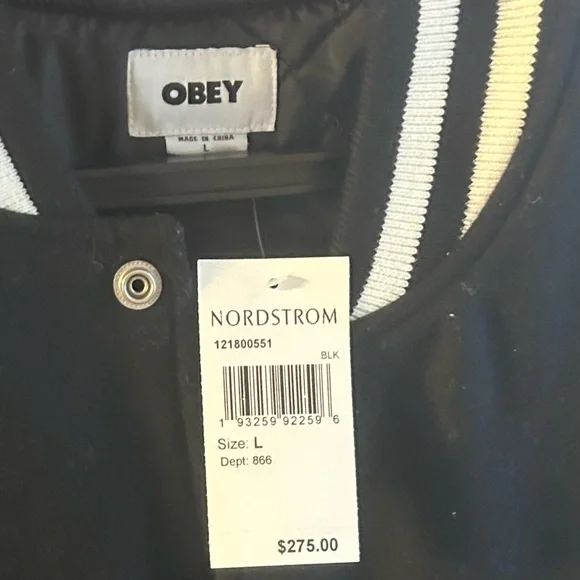 OBEY
MADE IN CHINA
L
NORDSTROM
121800551
BLK
1 93259 92259 6
Size: L
Dept: 866
$275.00